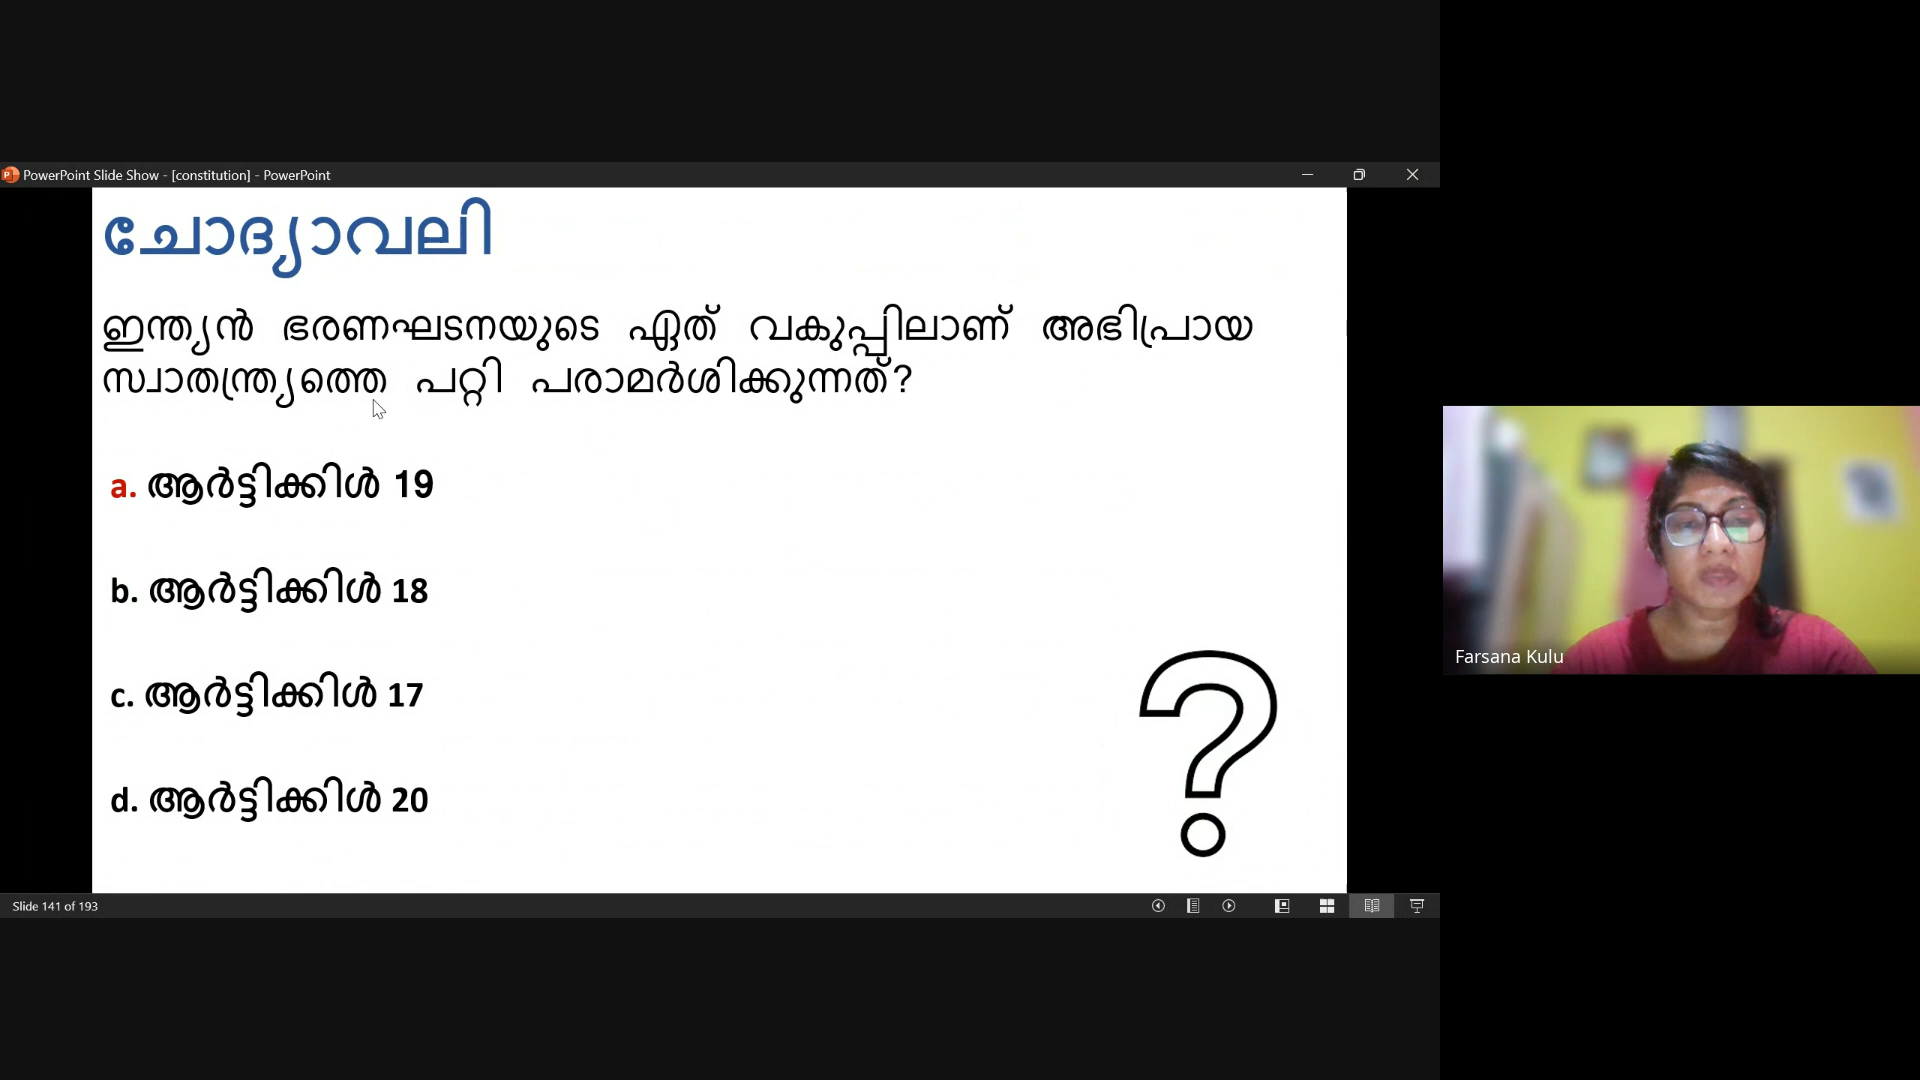 PowerPoint Slide Show - [constitution] - PowerPoint
ചോദ്യാവലി
ഇന്ത്യൻ ഭരണഘടനയുടെ ഏത് വകുപ്പിലാണ് അഭിപ്രായ
സ്വാതന്ത്ര്യത്തെ പറ്റി പരാമർശിക്കുന്നത്?
a. ആർട്ടിക്കിൾ 19
b. ആർട്ടിക്കിൾ 18
c. ആർട്ടിക്കിൾ 17
d. ആർട്ടിക്കിൾ 20
?
Farsana Kulu
Slide 141 of 193